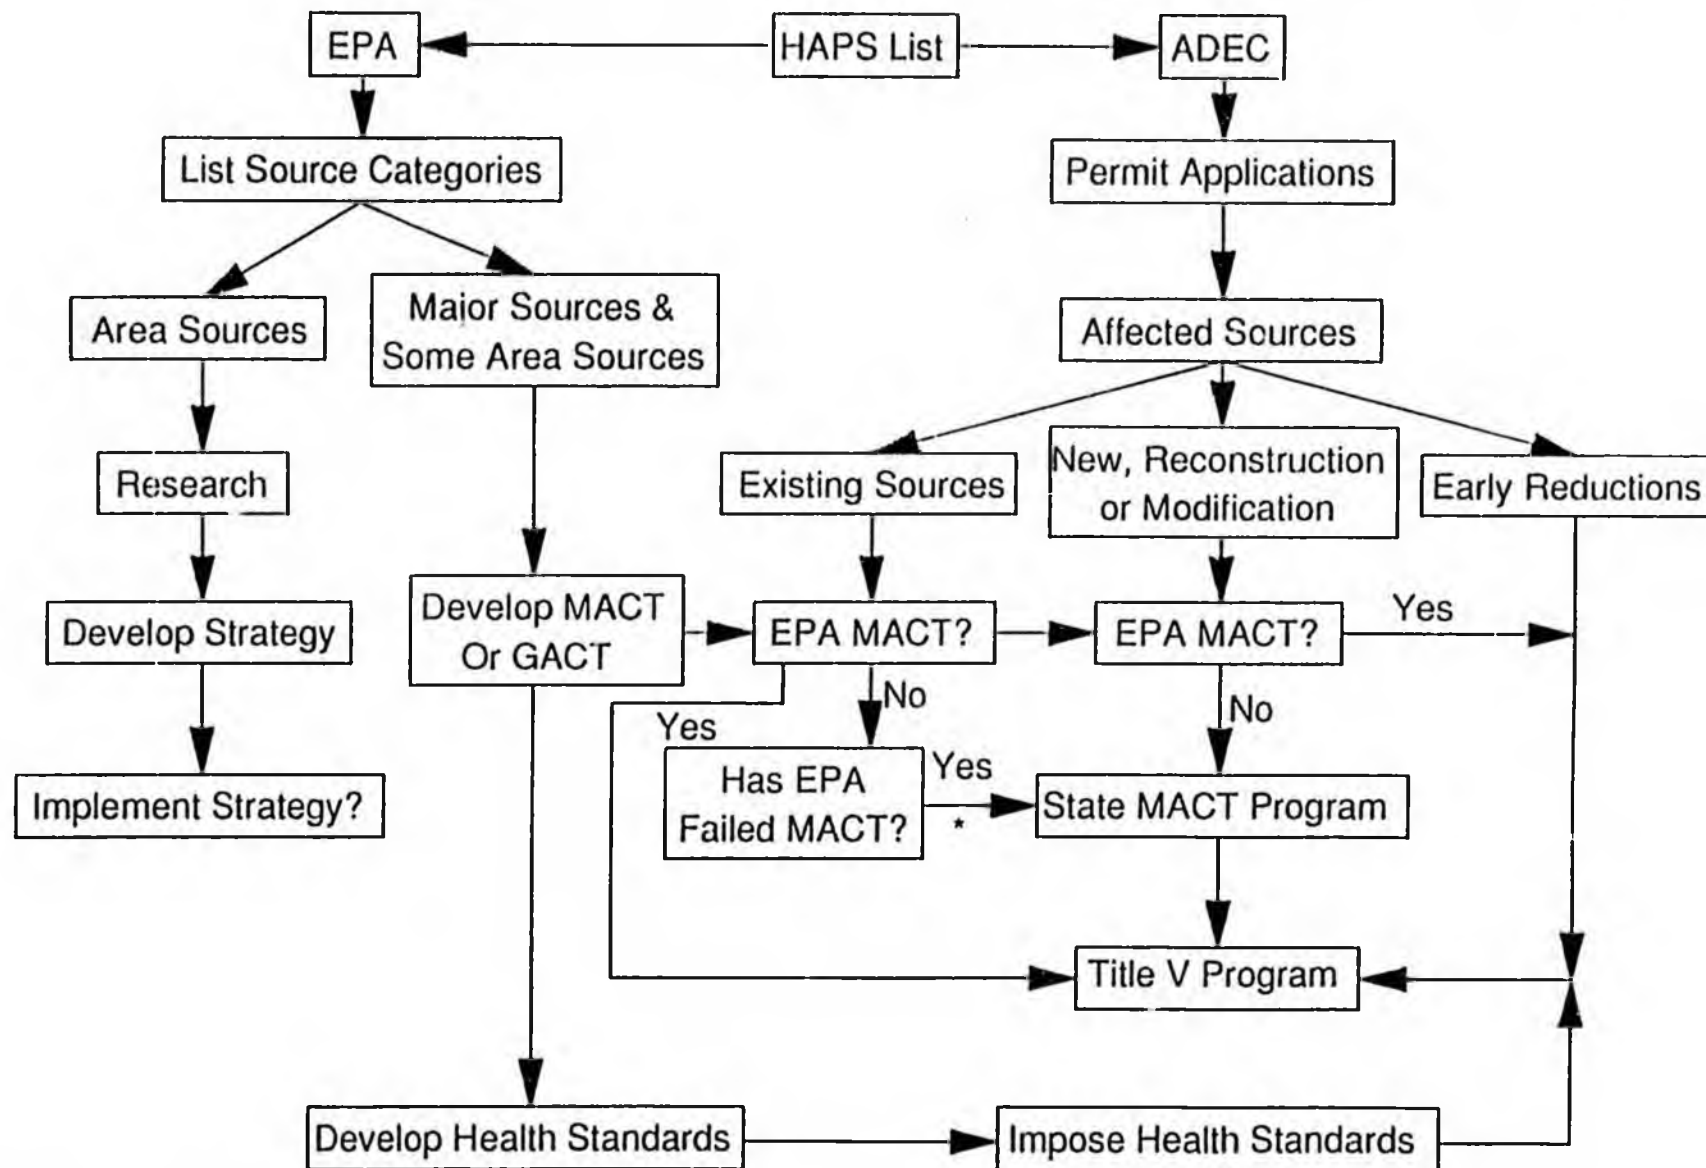 EPA
HAPS List
ADEC
List Source Categories
Permit Applications
Area Sources
Major Sources &
Some Area Sources
Affected Sources
Research
Existing Sources
New, Reconstruction
or Modification
Early Reductions
Develop Strategy
Develop MACT
Or GACT
EPA MACT?
EPA MACT?
Yes
Yes
No
No
Implement Strategy?
Has EPA
Failed MACT?
Yes
*
State MACT Program
Title V Program
Develop Health Standards
Impose Health Standards